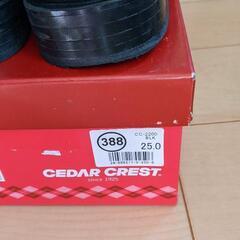 388
CC-2200
BLK
25.0
CEDAR CREST
since 1925